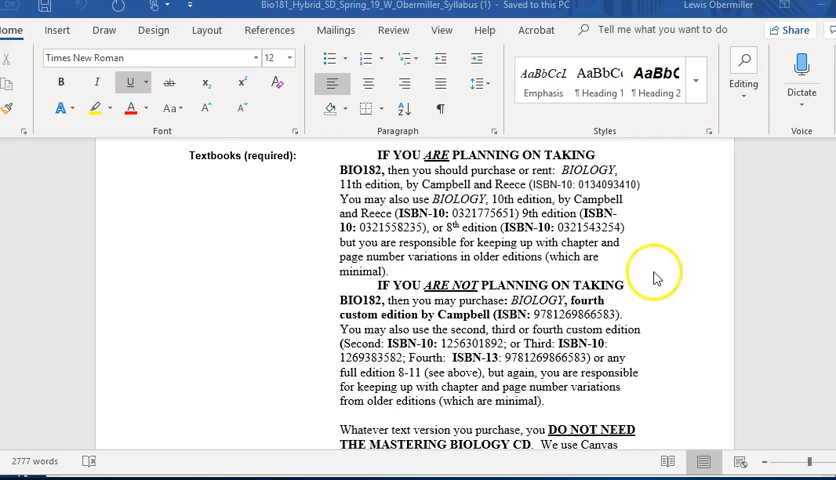 Bio181_Hybrid_SD_Spring_19_W_Obermiller_Syllabus (1) - Saved to this PC
Lewis Obermiller
Home Insert Draw Design Layout References Mailings Review View Help Acrobat Tell me what you want to do Share
Times New Roman 12
AaBbCcL AaBbC AaBbC
B I U ab x₂ x² A
Emphasis ¶ Heading 1 ¶ Heading 2
Editing Dictate
A A Aa A A
Font Paragraph Styles Voice
Textbooks (required): IF YOU ARE PLANNING ON TAKING
BIO182, then you should purchase or rent: BIOLOGY,
11th edition, by Campbell and Reece (ISBN-10: 0134093410)
You may also use BIOLOGY, 10th edition, by Campbell
and Reece (ISBN-10: 0321775651) 9th edition (ISBN-
10: 0321558235), or 8th edition (ISBN-10: 0321543254)
but you are responsible for keeping up with chapter and
page number variations in older editions (which are
minimal).
IF YOU ARE NOT PLANNING ON TAKING
BIO182, then you may purchase: BIOLOGY, fourth
custom edition by Campbell (ISBN: 9781269866583).
You may also use the second, third or fourth custom edition
(Second: ISBN-10: 1256301892; or Third: ISBN-10:
1269383582; Fourth: ISBN-13: 9781269866583) or any
full edition 8-11 (see above), but again, you are responsible
for keeping up with chapter and page number variations
from older editions (which are minimal).
Whatever text version you purchase, you DO NOT NEED
THE MASTERING BIOLOGY CD. We use Canvas
2777 words